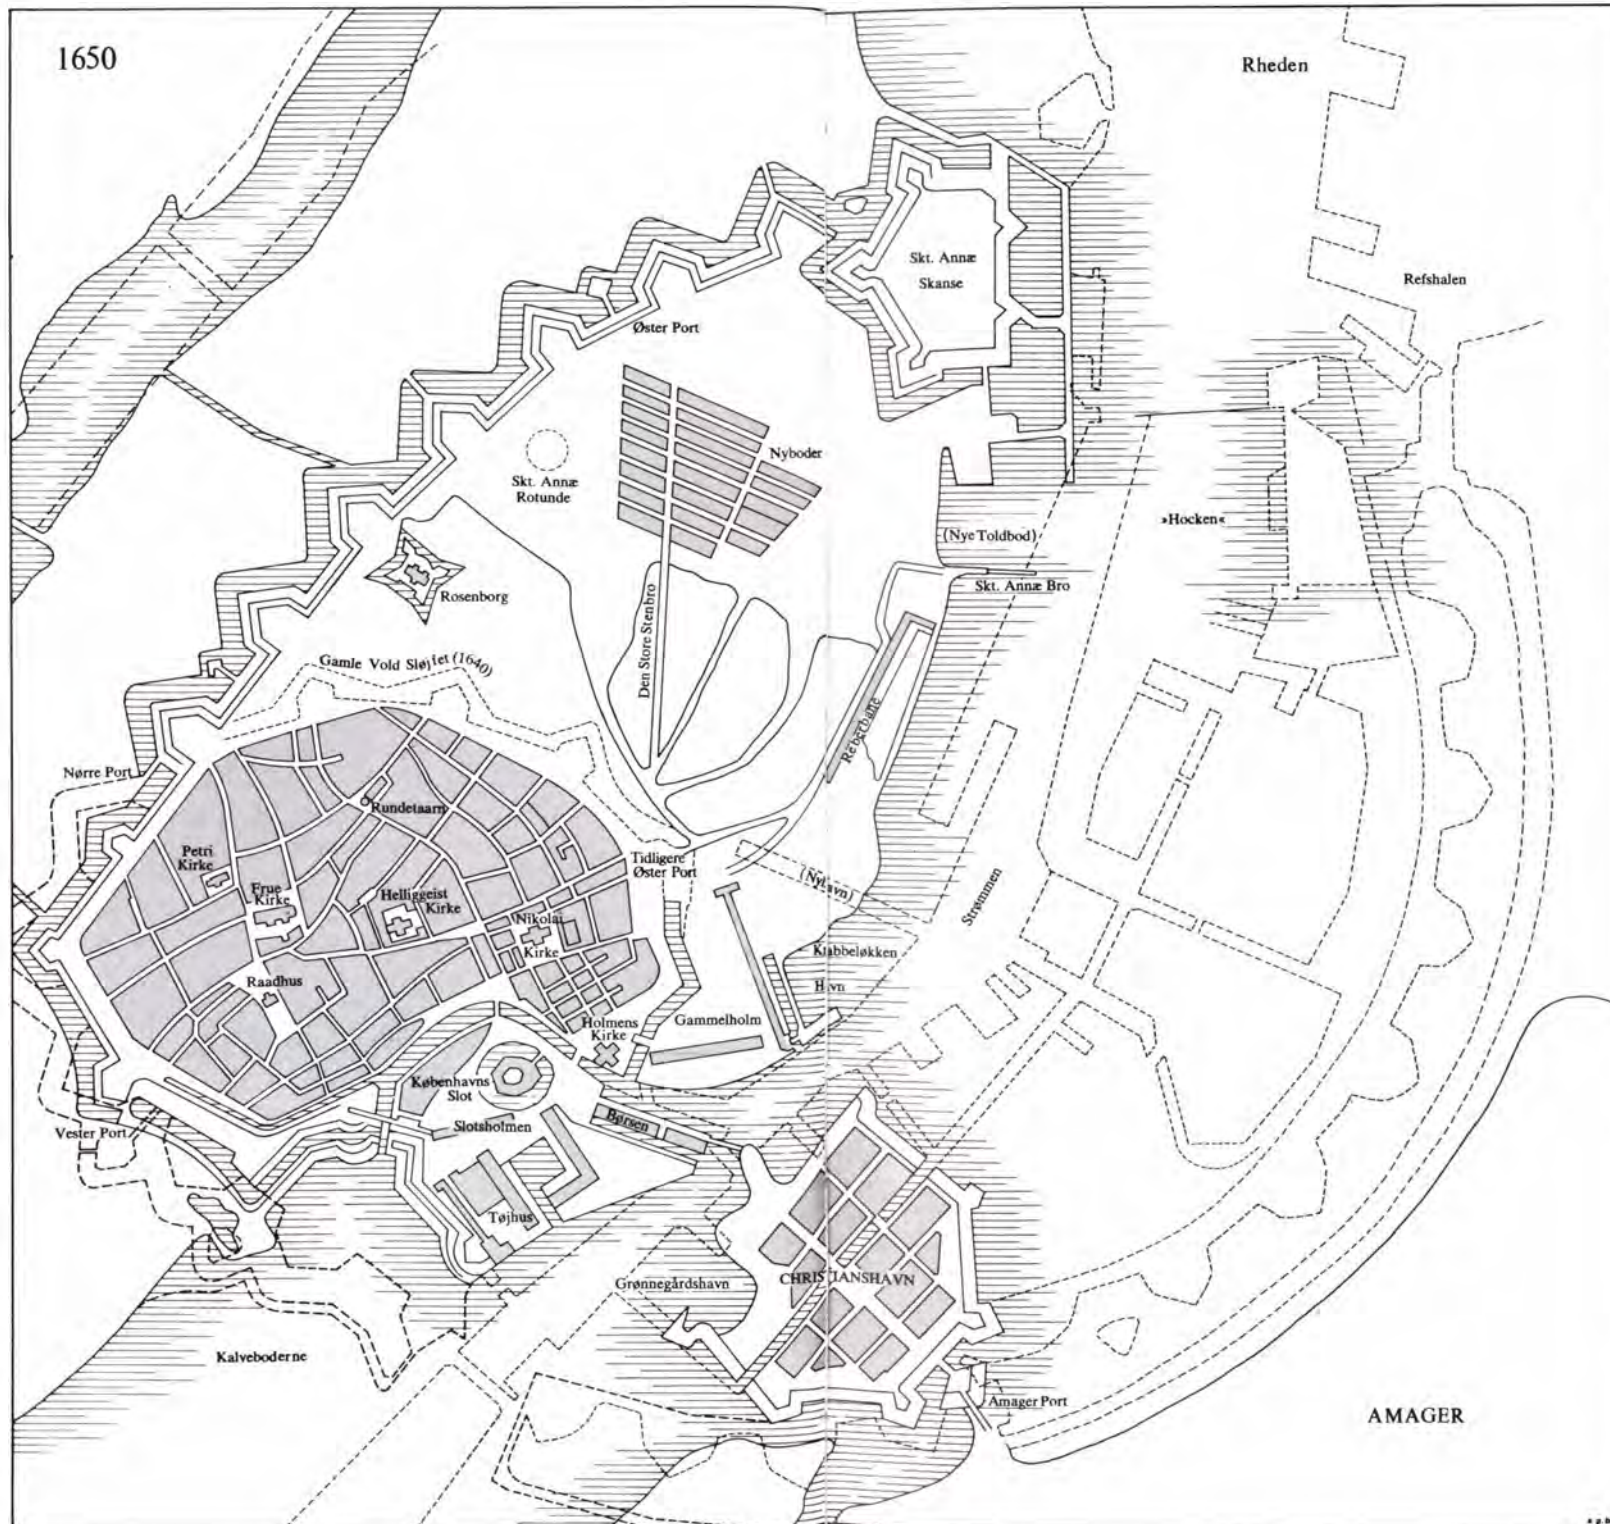 1650
Rheden
Skt. Annæ
Skanse
Refshalen
Øster Port
Nyboder
Skt. Annæ
Rotunde
»Hocken«
(Nye Toldbod)
Skt. Annæ Bro
Rosenborg
Den Store Stenbro
Gamle Vold Sløjfet (1640)
Reberbane
Nørre Port
Rundetaarn
Petri
Kirke
Tidligere
Øster Port
(Nyhavn)
Frue
Kirke
Helliggeist
Kirke
Nikolai
Kirke
Strømmen
Klabbeløkken
Havn
Raadhus
Gammelholm
Holmens
Kirke
Københavns
Slot
Slotsholmen
Børsen
Vester Port
Tøjhus
Grønnegårdshavn
CHRISTIANSHAVN
Kalveboderne
Amager Port
AMAGER